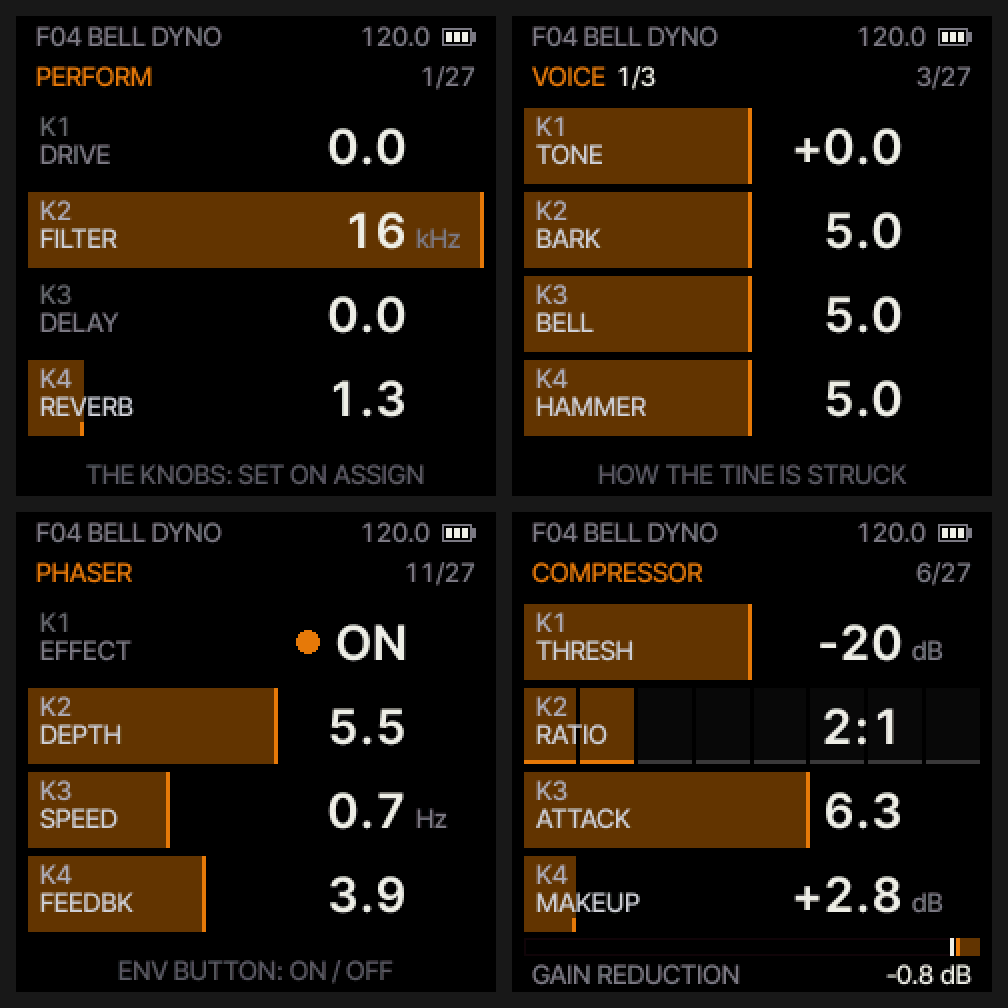 F04 BELL DYNO 120.0
PERFORM 1/27
K1
DRIVE 0.0
K2
FILTER 16 kHz
K3
DELAY 0.0
K4
REVERB 1.3
THE KNOBS: SET ON ASSIGN
F04 BELL DYNO 120.0
VOICE 1/3 3/27
K1
TONE +0.0
K2
BARK 5.0
K3
BELL 5.0
K4
HAMMER 5.0
HOW THE TINE IS STRUCK
F04 BELL DYNO 120.0
PHASER 11/27
K1
EFFECT ON
K2
DEPTH 5.5
K3
SPEED 0.7 Hz
K4
FEEDBK 3.9
ENV BUTTON: ON / OFF
F04 BELL DYNO 120.0
COMPRESSOR 6/27
K1
THRESH -20 dB
K2
RATIO 2:1
K3
ATTACK 6.3
K4
MAKEUP +2.8 dB
GAIN REDUCTION -0.8 dB